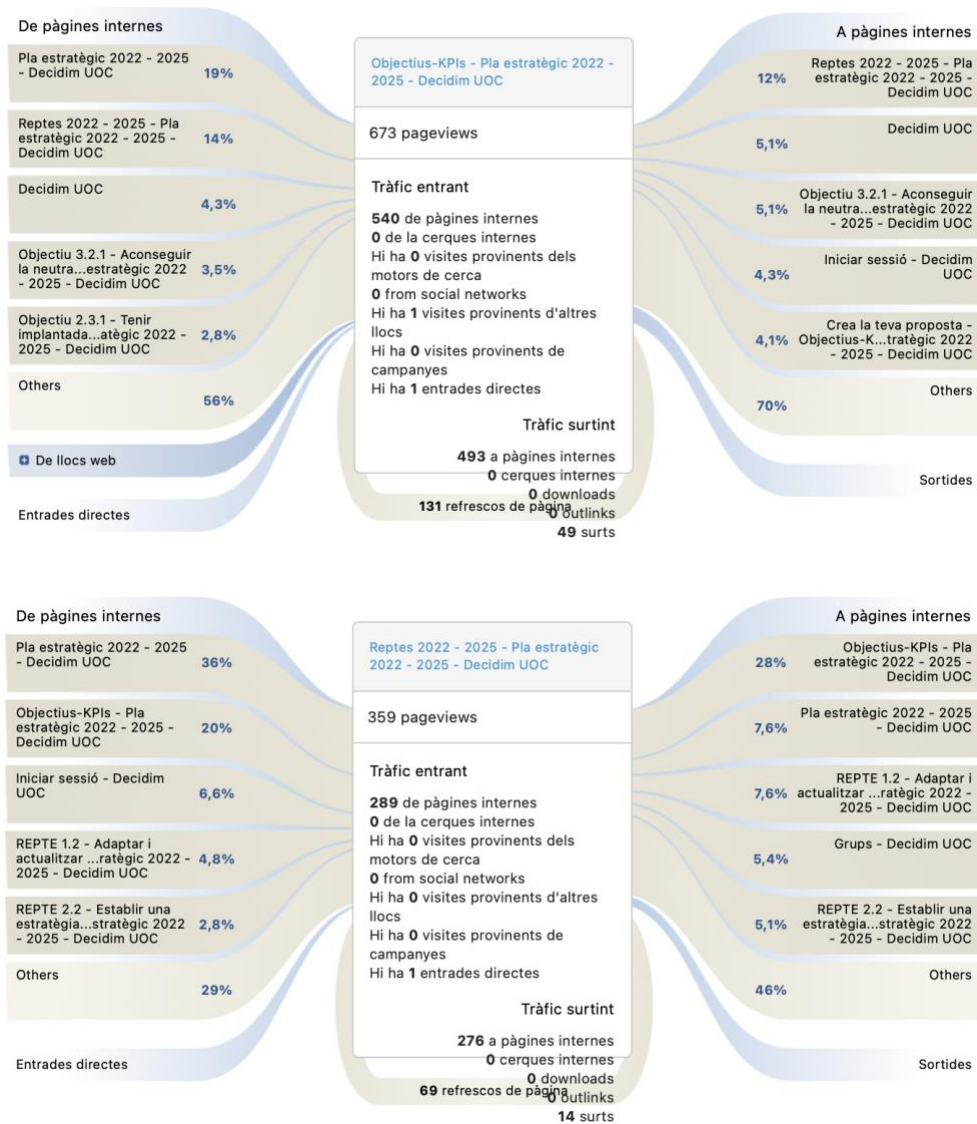 De pàgines internes
Pla estratègic 2022 - 2025
- Decidim UOC
19%
Reptes 2022 - 2025 - Pla
estratègic 2022 - 2025 -
Decidim UOC
14%
Decidim UOC
4,3%
Objectiu 3.2.1 - Aconseguir
la neutra...estratègic 2022
- 2025 - Decidim UOC
3,5%
Objectiu 2.3.1 - Tenir
implantada...atègic 2022 -
2025 - Decidim UOC
2,8%
Others
56%
De llocs web
Entrades directes
Objectius-KPIs - Pla estratègic 2022 -
2025 - Decidim UOC
673 pageviews
Tràfic entrant
540 de pàgines internes
0 de la cerques internes
Hi ha 0 visites provinents dels
motors de cerca
0 from social networks
Hi ha 1 visites provinents d'altres
llocs
Hi ha 0 visites provinents de
campanyes
Hi ha 1 entrades directes
Tràfic surtint
493 a pàgines internes
0 cerques internes
0 downloads
131 refrescos de pàgina
0 outlinks
49 surts
A pàgines internes
12%
Reptes 2022 - 2025 - Pla
estratègic 2022 - 2025 -
Decidim UOC
Decidim UOC
5,1%
Objectiu 3.2.1 - Aconseguir
la neutra...estratègic 2022
- 2025 - Decidim UOC
5,1%
Iniciar sessió - Decidim
UOC
4,3%
Crea la teva proposta -
Objectius-K...tratègic 2022
- 2025 - Decidim UOC
4,1%
Others
70%
Sortides
De pàgines internes
Pla estratègic 2022 - 2025
- Decidim UOC
36%
Objectius-KPIs - Pla
estratègic 2022 - 2025 -
Decidim UOC
20%
Iniciar sessió - Decidim
UOC
6,6%
REPTE 1.2 - Adaptar i
actualitzar ...ratègic 2022 -
2025 - Decidim UOC
4,8%
REPTE 2.2 - Establir una
estratègia...stratègic 2022
- 2025 - Decidim UOC
2,8%
Others
29%
Entrades directes
Reptes 2022 - 2025 - Pla estratègic
2022 - 2025 - Decidim UOC
359 pageviews
Tràfic entrant
289 de pàgines internes
0 de la cerques internes
Hi ha 0 visites provinents dels
motors de cerca
0 from social networks
Hi ha 0 visites provinents d'altres
llocs
Hi ha 0 visites provinents de
campanyes
Hi ha 1 entrades directes
Tràfic surtint
276 a pàgines internes
0 cerques internes
0 downloads
69 refrescos de pàgina
0 outlinks
14 surts
A pàgines internes
Objectius-KPIs - Pla
estratègic 2022 - 2025 -
Decidim UOC
28%
Pla estratègic 2022 - 2025
- Decidim UOC
7,6%
REPTE 1.2 - Adaptar i
actualitzar ...ratègic 2022 -
2025 - Decidim UOC
7,6%
Grups - Decidim UOC
5,4%
REPTE 2.2 - Establir una
estratègia...stratègic 2022
- 2025 - Decidim UOC
5,1%
Others
46%
Sortides